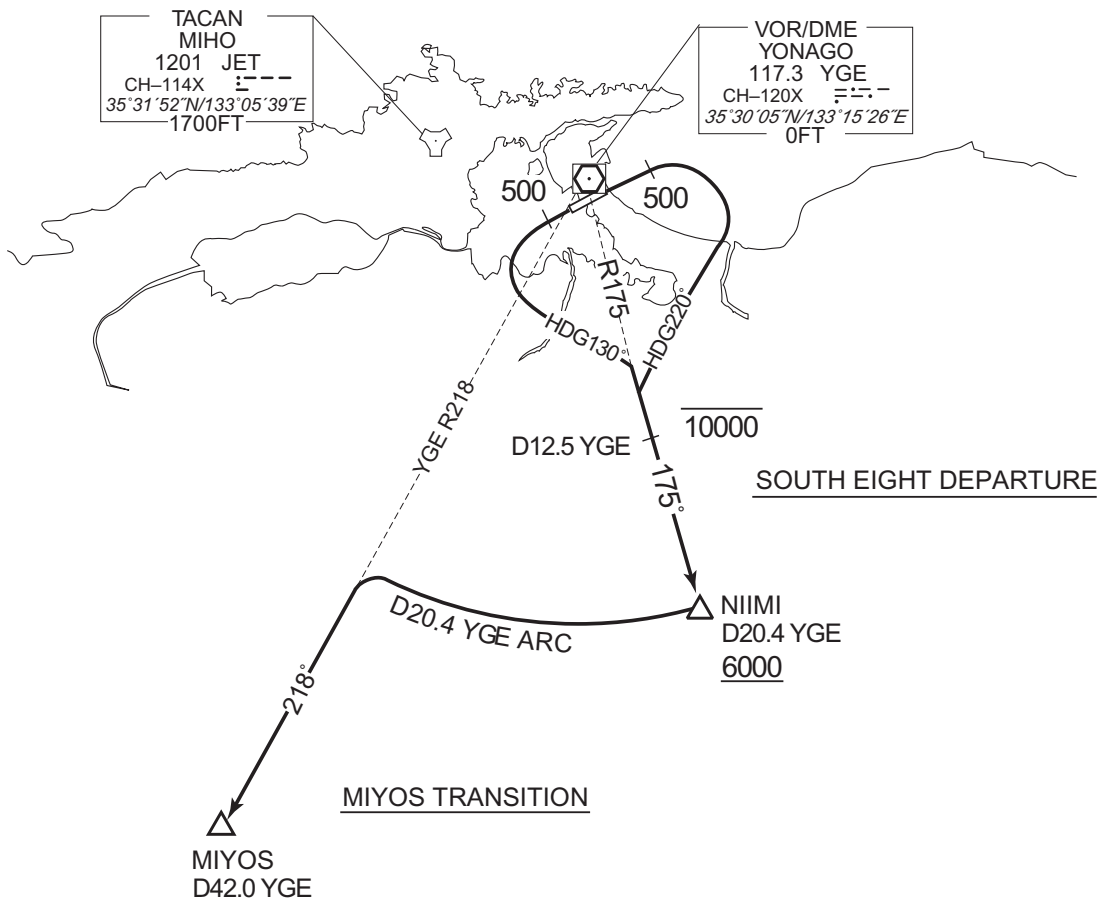 TACAN
MIHO
1201 JET
CH–114X
35°31′52″N/133°05′39″E
1700FT
VOR/DME
YONAGO
117.3 YGE
CH–120X
35°30′05″N/133°15′26″E
0FT
500
500
R175
HDG130°
HDG220°
YGE R218
10000
D12.5 YGE
175°
SOUTH EIGHT DEPARTURE
NIIMI
D20.4 YGE
6000
D20.4 YGE ARC
218°
MIYOS TRANSITION
MIYOS
D42.0 YGE